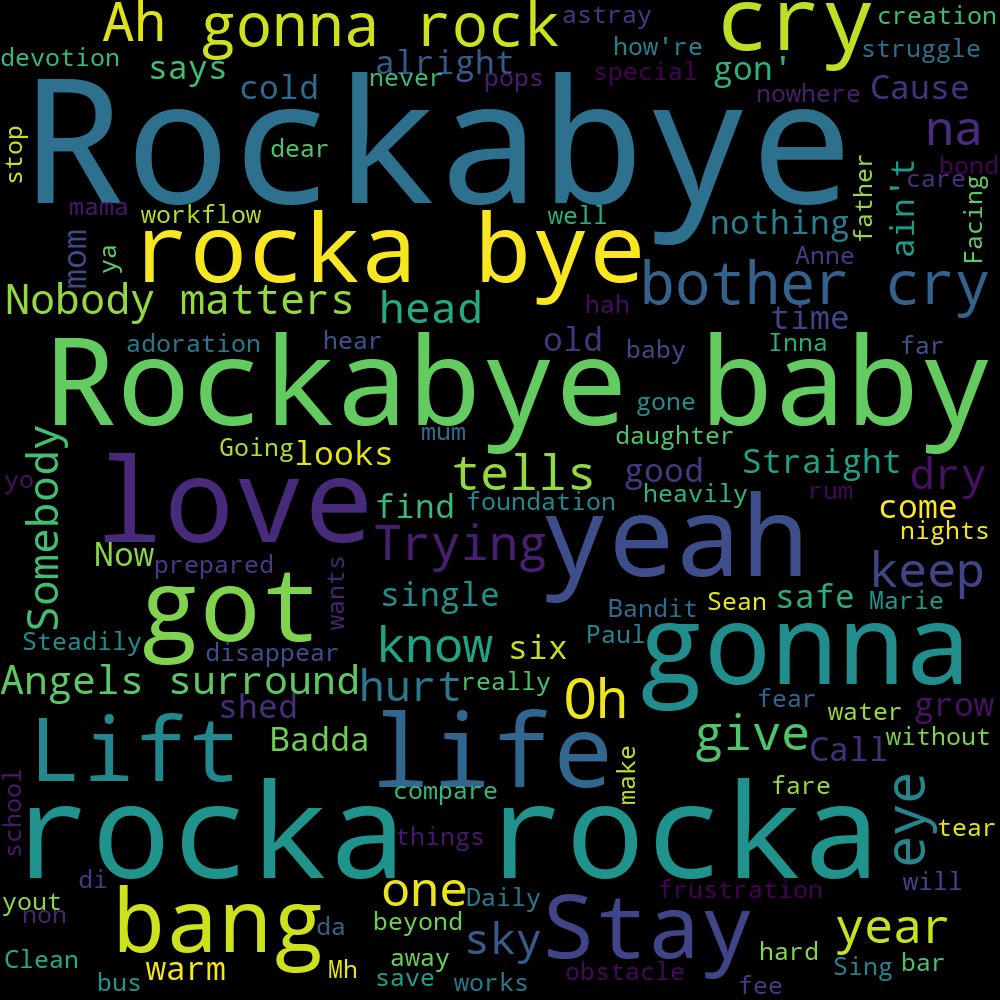 Ah gonna rock
astray
cry
creation
devotion
says
alright
how're
struggle
cold
never
pops
special
gon'
nowhere
Cause
Rockabye
stop
dear
na
bond
father
care
ain't
Facing
mama
workflow
well
nothing
mom
ya
rocka bye
Anne
bother cry
Nobody matters
head
hah
time
adoration
hear
old
baby
Inna
far
Rockabye baby
gone
mum
daughter
Somebody
Going
looks
tells
good
Straight
dry
yo
love
find
foundation
heavily
rum
come
nights
Now
prepared
wants
Trying
yeah
keep
got
single
Bandit
Sean
safe
Marie
Steadily
disappear
know
six
Paul
gonna
Angels surround
hurt
really
Oh
fear
water
grow
shed
Lift
Badda
life
give
Call
without
school
compare
make
fare
eye
tear
rocka rocka
things
di
one
Daily
frustration
will
yout
non
bang
da
beyond
sky
Stay
year
Clean
warm
Mh
away
hard
Sing
bar
bus
save
works
obstacle
fee